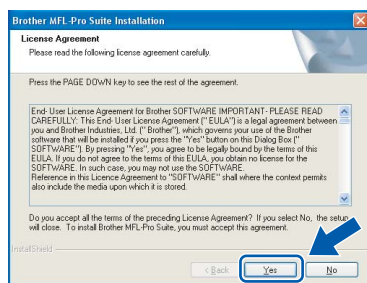 Brother MFL-Pro Suite Installation
License Agreement
Please read the following license agreement carefully.
Press the PAGE DOWN key to see the rest of the agreement.
End- User License Agreement for Brother SOFTWARE IMPORTANT- PLEASE READ
CAREFULLY: This End-User License Agreement (" EULA") is a legal agreement between
you and Brother Industries, Ltd. (" Brother"), which governs your use of the Brother
software that will be installed if you press the "Yes" button on this Dialog Box ("
SOFTWARE"). By pressing "Yes", you agree to be legally bound by the terms of this
EULA. If you do not agree to the terms of this EULA, you obtain no license for the
SOFTWARE. In such case, you may not use the SOFTWARE.
Reference in this Licence Agreement to "SOFTWARE" shall where the context permits
also include the media upon which it is stored.
Do you accept all the terms of the preceding License Agreement? If you select No, the setup
will close. To install Brother MFL-Pro Suite, you must accept this agreement.
InstallShield
< Back Yes No